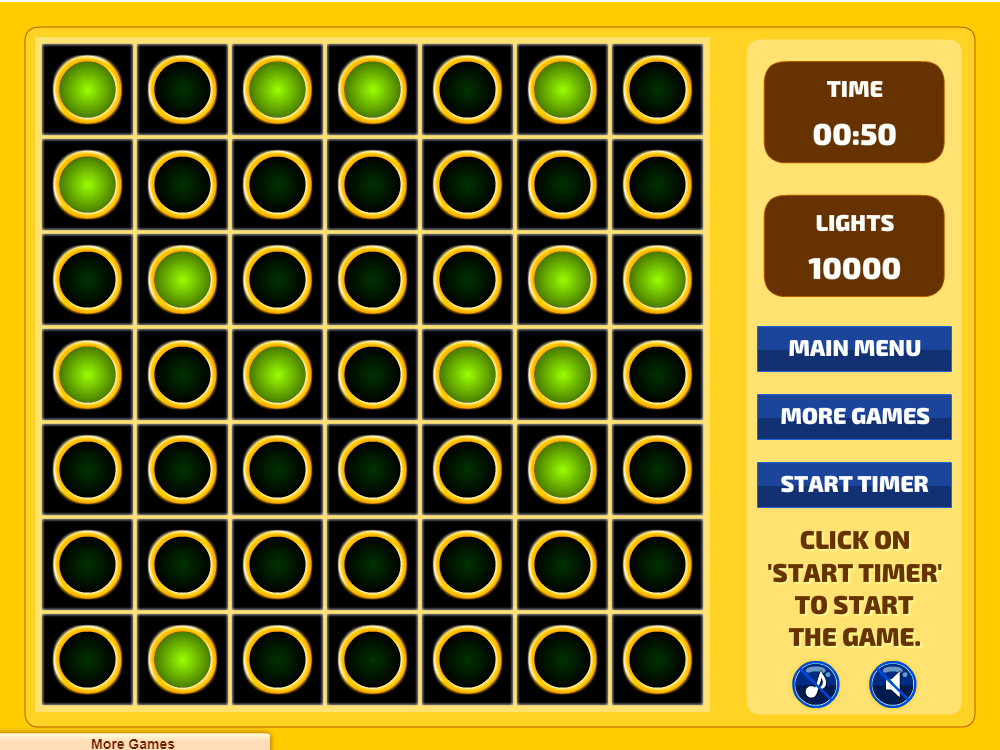 TIME
00:50
LIGHTS
10000
MAIN MENU
MORE GAMES
START TIMER
CLICK ON
'START TIMER'
TO START
THE GAME.
More Games